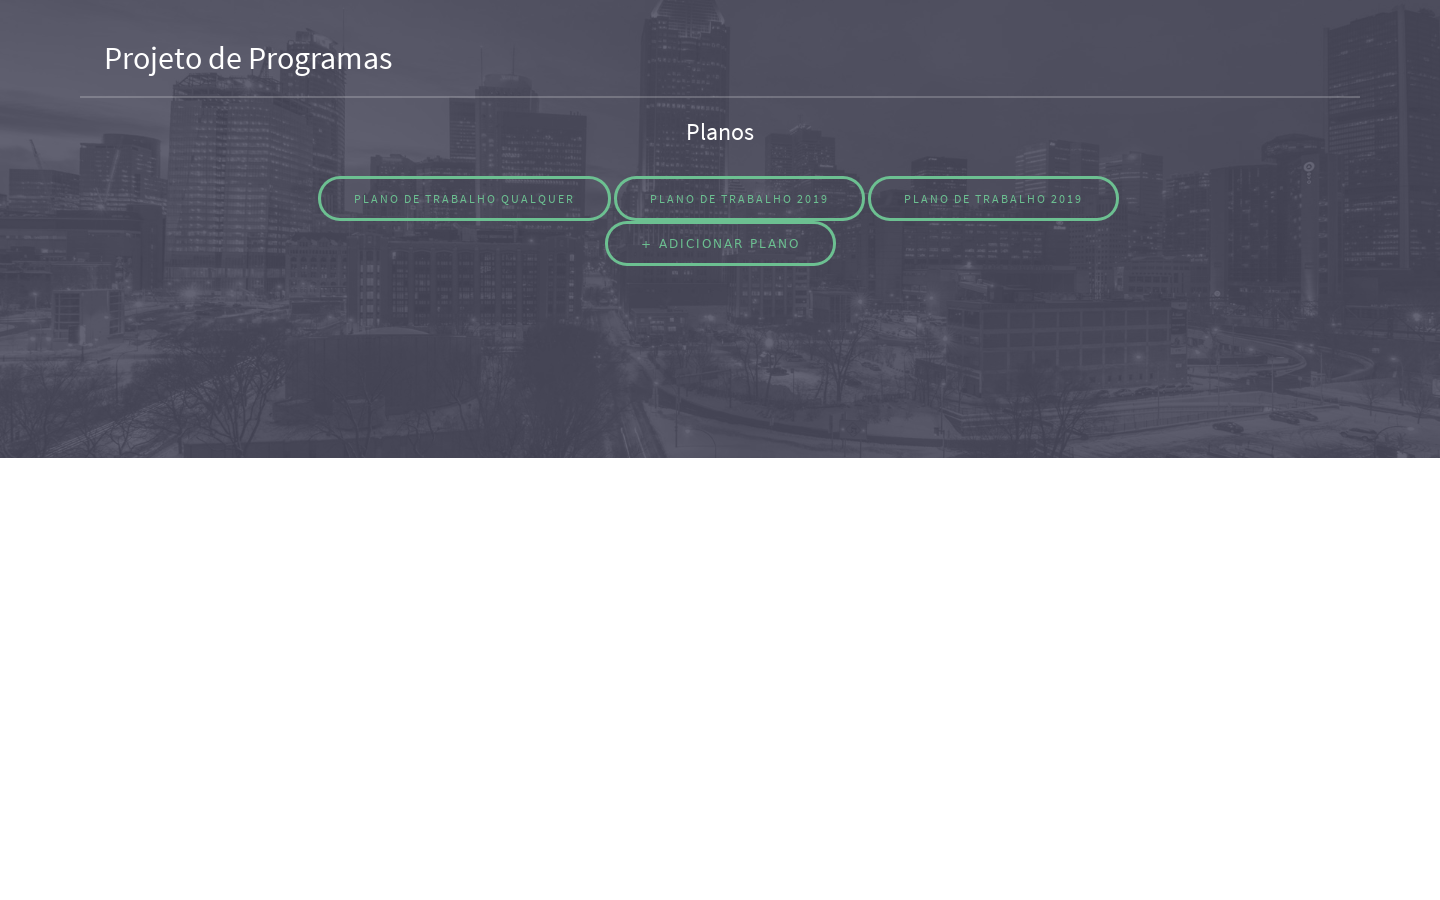 Projeto de Programas
Planos
PLANO DE TRABALHO QUALQUER PLANO DE TRABALHO 2019 PLANO DE TRABALHO 2019
+ ADICIONAR PLANO